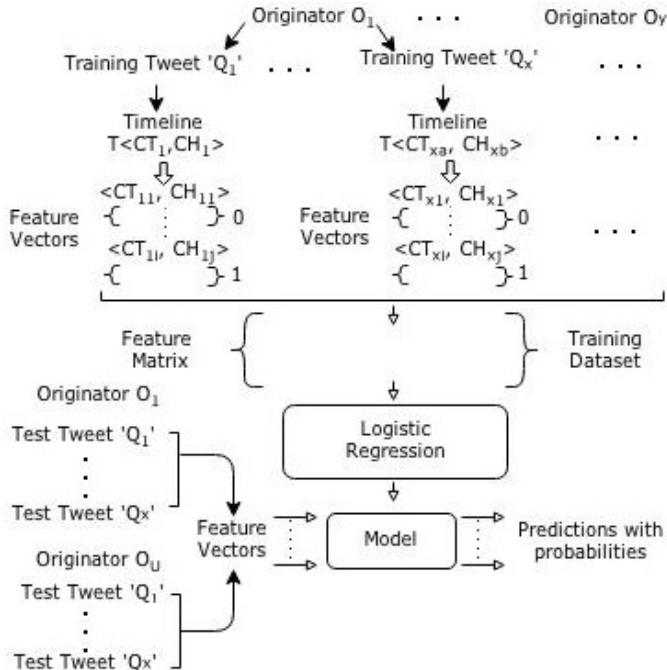 Originator O₁ . . . Originator Oᵧ
Training Tweet 'Q₁' . . . Training Tweet 'Qₓ' . . .
Timeline Timeline
T<CT₁,CH₁> T<CTₓₐ, CH_xb> . . .
<CT₁₁, CH₁₁> <CTₓ₁, CHₓ₁>
Feature Vectors { } 0 Feature Vectors { } 0 . . .
<CT₁ᵢ, CH₁ⱼ> <CTₓᵢ, CHₓⱼ>
{ } 1 { } 1
Feature Matrix
Training Dataset
Originator O₁
Logistic Regression
Test Tweet 'Q₁'
Test Tweet 'Qₓ'
Feature Vectors
Model
Predictions with probabilities
Originator O_U
Test Tweet 'Q₁'
Test Tweet 'Qₓ'